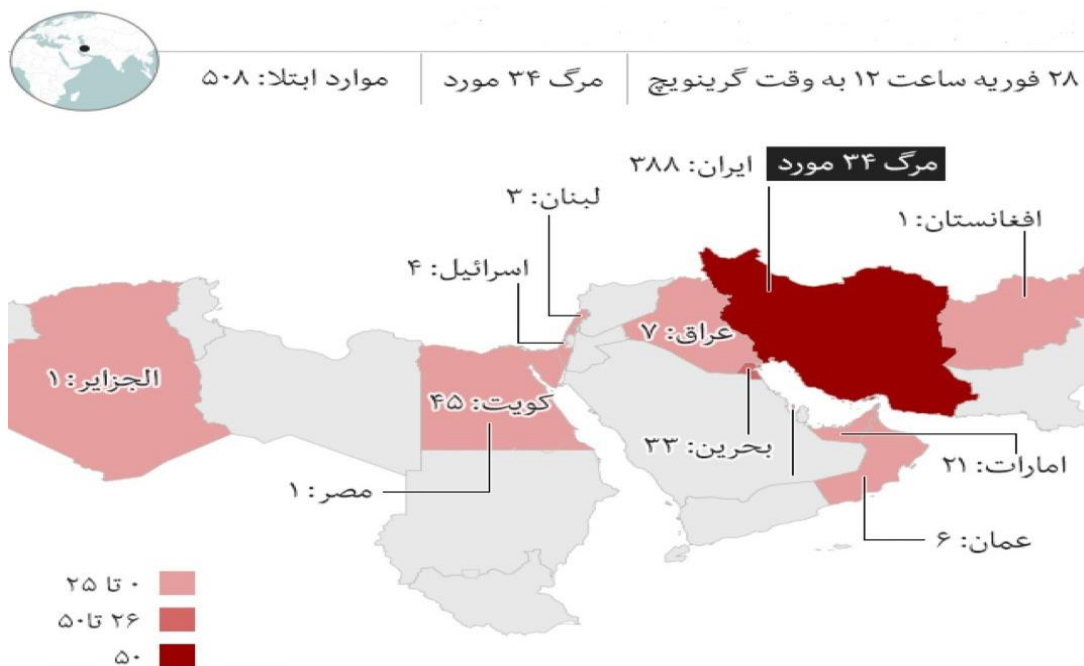 ۲۸ فوریه ساعت ۱۲ به وقت گرینویچ
مرگ ۳۴ مورد
موارد ابتلا: ۵۰۸
مرگ ۳۴ مورد
ایران: ۳۸۸
لبنان: ۳
افغانستان: ۱
اسرائیل: ۴
عراق: ۷
الجزایر: ۱
کویت: ۴۵
بحرین: ۳۳
امارات: ۲۱
مصر: ۱
عمان: ۶
۰ تا ۲۵
۲۶ تا۵۰
۵۰